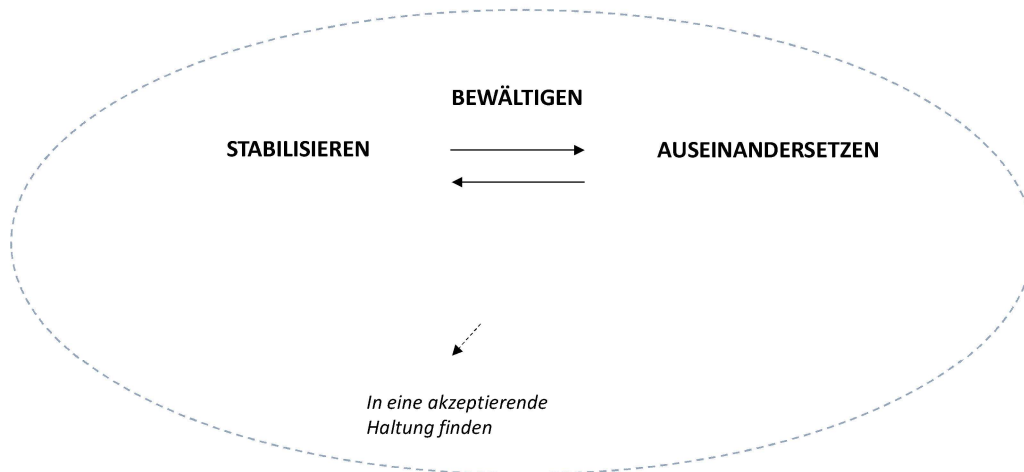 BEWÄLTIGEN
STABILISIEREN
AUSEINANDERSETZEN
In eine akzeptierende
Haltung finden